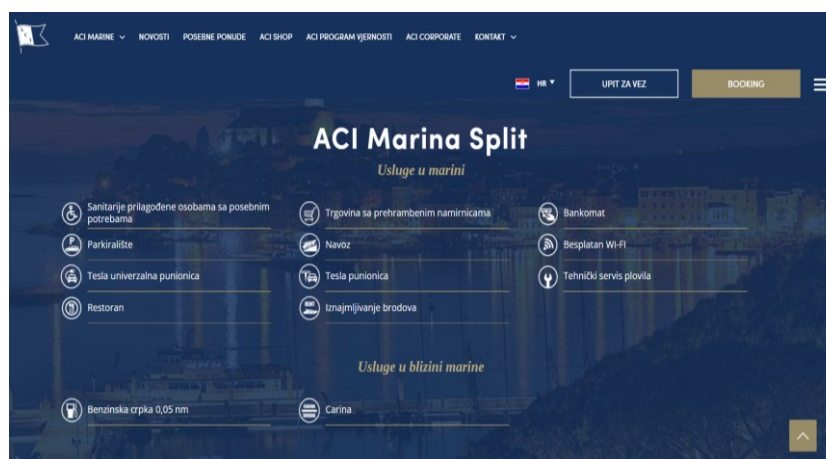 ACI MARINE NOVOSTI POSEBNE PONUDE ACI SHOP ACI PROGRAM VJERNOSTI ACI CORPORATE KONTAKT
HR UPIT ZA VEZ BOOKING
ACI Marina Split
Usluge u marini
Sanitarije prilagođene osobama sa posebnim
potrebama
Trgovina sa prehrambenim namirnicama
Bankomat
Parkiralište
Navoz
Besplatan Wi-Fi
Tesla univerzalna punionica
Tesla punionica
Tehnički servis plovila
Restoran
Iznajmljivanje brodova
Usluge u blizini marine
Benzinska crpka 0,05 nm
Carina